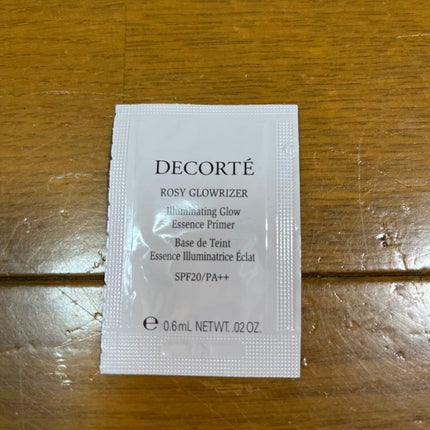 DECORTÉ
ROSY GLOWRIZER
Illuminating Glow
Essence Primer
Base de Teint
Essence Illuminatrice Éclat
SPF20/PA++
℮ 0.6mL NETWT. .02 OZ.